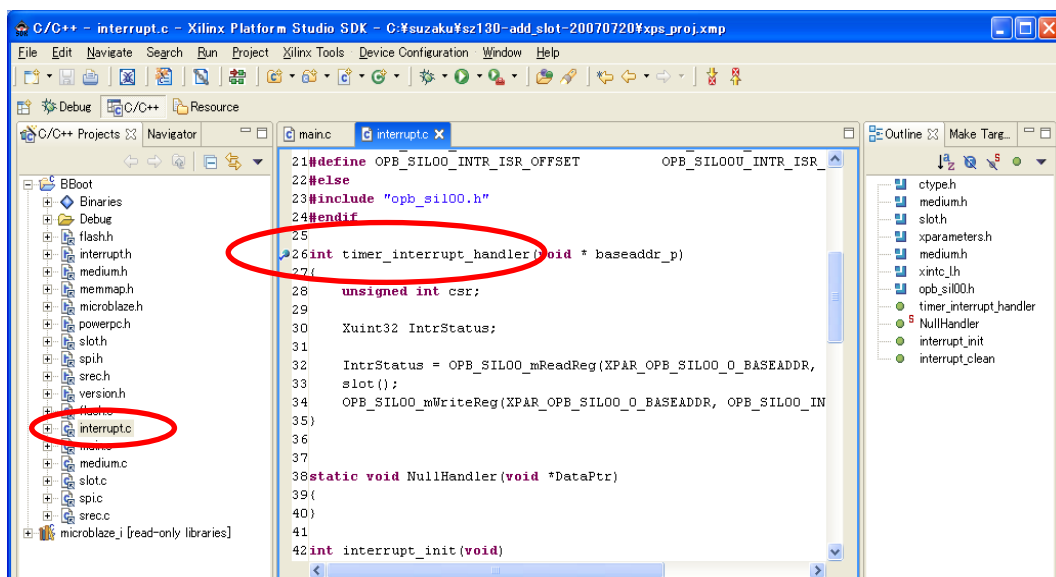 C/C++ - interrupt.c - Xilinx Platform Studio SDK - C:¥suzaku¥sz130-add_slot-20070720¥xps_proj.xmp
File Edit Navigate Search Run Project Xilinx Tools Device Configuration Window Help
Debug C/C++ Resource
C/C++ Projects Navigator
BBoot
Binaries
Debug
flash.h
interrupt.h
medium.h
memmap.h
microblaze.h
powerpc.h
slot.h
spi.h
srec.h
version.h
flash.c
interrupt.c
main.c
medium.c
slot.c
spi.c
srec.c
microblaze_i [read-only libraries]
main.c interrupt.c
21#define OPB_SIL00_INTR_ISR_OFFSET OPB_SIL00U_INTR_ISR_
22#else
23#include "opb_sil00.h"
24#endif
25
26int timer_interrupt_handler(void * baseaddr_p)
27{
28 unsigned int csr;
29
30 Xuint32 IntrStatus;
31
32 IntrStatus = OPB_SIL00_mReadReg(XPAR_OPB_SIL00_0_BASEADDR,
33 slot();
34 OPB_SIL00_mWriteReg(XPAR_OPB_SIL00_0_BASEADDR, OPB_SIL00_IN
35}
36
37
38static void NullHandler(void *DataPtr)
39{
40}
41
42int interrupt_init(void)
Outline Make Targ...
ctype.h
medium.h
slot.h
xparameters.h
medium.h
xintc_l.h
opb_sil00.h
timer_interrupt_handler
S NullHandler
interrupt_init
interrupt_clean